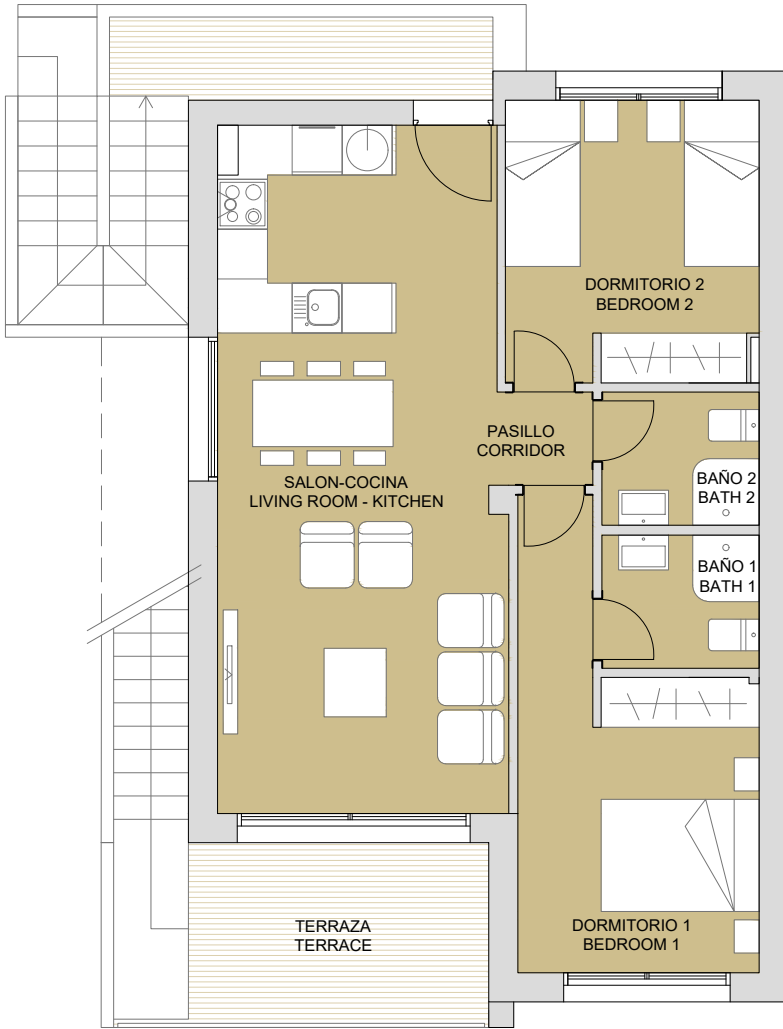 DORMITORIO 2
BEDROOM 2
PASILLO
CORRIDOR
BAÑO 2
BATH 2
SALON-COCINA
LIVING ROOM - KITCHEN
BAÑO 1
BATH 1
TERRAZA
TERRACE
DORMITORIO 1
BEDROOM 1